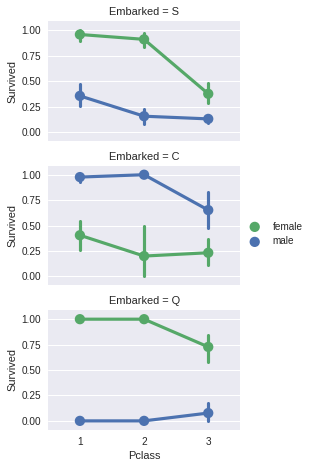 Embarked = S
1.00
0.75
0.50
0.25
0.00
Survived
Embarked = C
1.00
0.75
0.50
0.25
0.00
Survived
female
male
Embarked = Q
1.00
0.75
0.50
0.25
0.00
Survived
1 2 3
Pclass